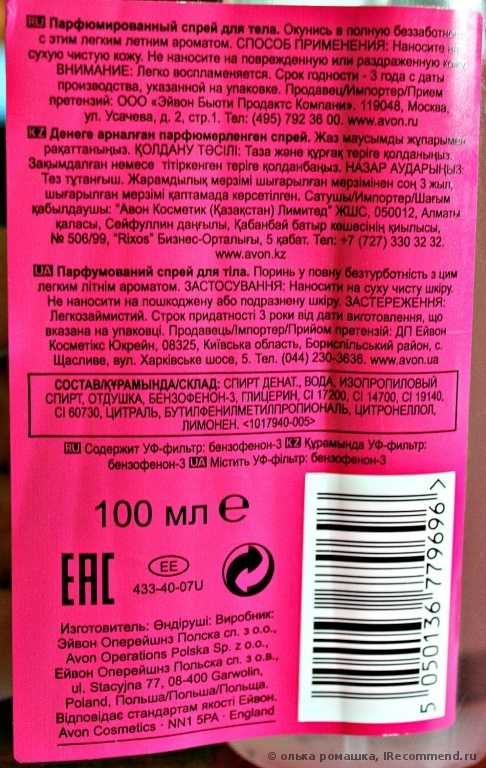 RU Парфюмированный спрей для тела. Окунись в полную беззаботн
с этим легким летним ароматом. СПОСОБ ПРИМЕНЕНИЯ: Наносите н
сухую чистую кожу. Не наносите на поврежденную или раздраженную кожу
ВНИМАНИЕ: Легко воспламеняется. Срок годности - 3 года с даты
производства, указанной на упаковке. Продавец/Импортер/Прием
претензий: ООО «Эйвон Бьюти Продактс Компани». 119048, Москва,
ул. Усачева, д. 2, стр.1. Тел: (495) 792 36 00. www.avon.ru
KZ Денеге арналған парфюмерленген спрей. Жаз маусымды жұпарымен
рақаттаныңыз. ҚОЛДАНУ ТӘСІЛІ: Таза және құрғақ теріге қолданыңыз.
Зақымдалған немесе тітіркенген теріге қолданбаңыз. НАЗАР АУДАРЫҢЫЗ:
Тез тұтанғыш. Жарамдылық мерзімі шығарылған мерзімінен соң 3 жыл,
шығарылған мерзімі қаптамада көрсетілген. Сатушы/Импортер/Шағым
қабылдаушы: "Авон Косметик (Қазақстан) Лимитед" ЖШС, 050012, Алматы
қаласы, Сейфуллин даңғылы, Қабанбай батыр көшесінің қиылысы,
№ 506/99, "Rixos" Бизнес-Орталығы, 5 қабат. Тел: +7 (727) 330 32 32.
www.avon.kz
UA Парфумований спрей для тіла. Поринь у повну безтурботність з цим
легким літнім ароматом. ЗАСТОСУВАННЯ: Наносити на суху чисту шкіру.
Не наносити на пошкоджену або подразнену шкіру. ЗАСТЕРЕЖЕННЯ:
Легкозаймистий. Строк придатності 3 роки від дати виготовлення, що
вказана на упаковці. Продавець/Імпортер/Прийом претензій: ДП Ейвон
Косметікс Юкрейн, 08325, Київська область, Бориспільський район, с.
Щасливе, вул. Харківське шосе, 5. Тел. (044) 230-3636. www.avon.ua
СОСТАВ/ҚҰРАМЫНДА/СКЛАД: СПИРТ ДЕНАТ., ВОДА, ИЗОПРОПИЛОВЫЙ
СПИРТ, ОТДУШКА, БЕНЗОФЕНОН-3, ГЛИЦЕРИН, CI 17200, CI 14700, CI 19140,
CI 60730, ЦИТРАЛЬ, БУТИЛФЕНИЛМЕТИЛПРОПИОНАЛЬ, ЦИТРОНЕЛЛОЛ,
ЛИМОНЕН. <1017940-005>
RU Содержит УФ-фильтр: бензофенон-3 KZ Құрамында УФ-фильтр:
бензофенон-3 UA Містить УФ-фільтр: бензофенон-3
100 мл e
EAC
EE
433-40-07U
Изготовитель: Өндіруші: Виробник:
Эйвон Оперейшнз Полска сп. з о.о.,
Avon Operations Polska Sp. z o.o.,
Ейвон Оперейшнз Польска сп. з о.в.,
ul. Stacyjna 77, 08-400 Garwolin,
Poland, Польша/Польша/Польща.
Відповідає стандартам якості Ейвон.
Avon Cosmetics · NN1 5PA · England
5 050136 779696 >
© олька ромашка, IRecommend.ru